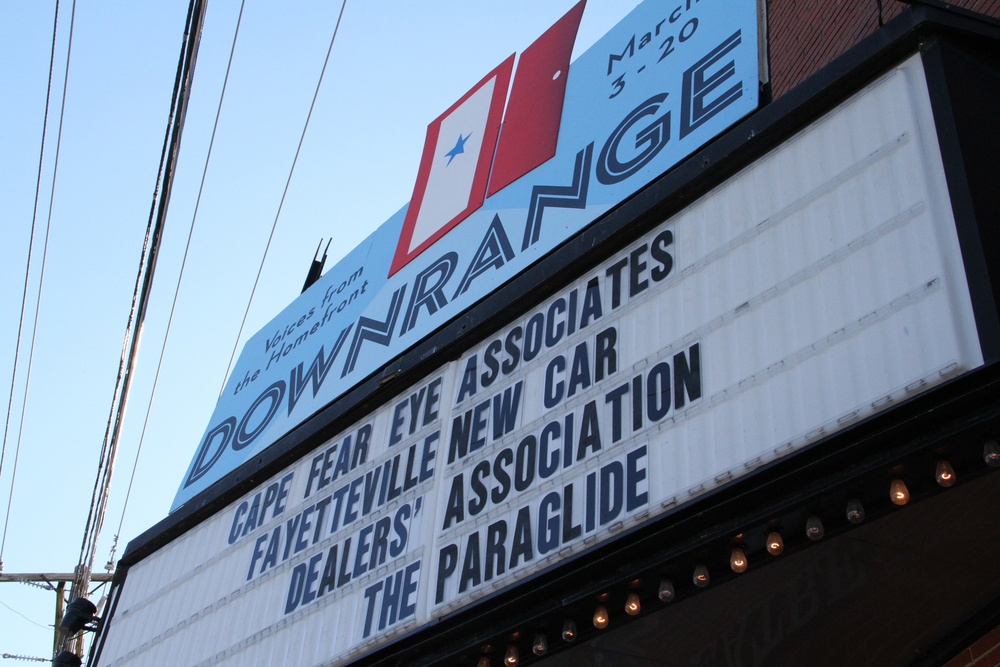 March
3 - 20
Voices from
the Homefront
DOWNRANGE
CAPE FEAR EYE ASSOCIATES
FAYETTEVILLE NEW CAR
DEALERS' ASSOCIATION
THE PARAGLIDE